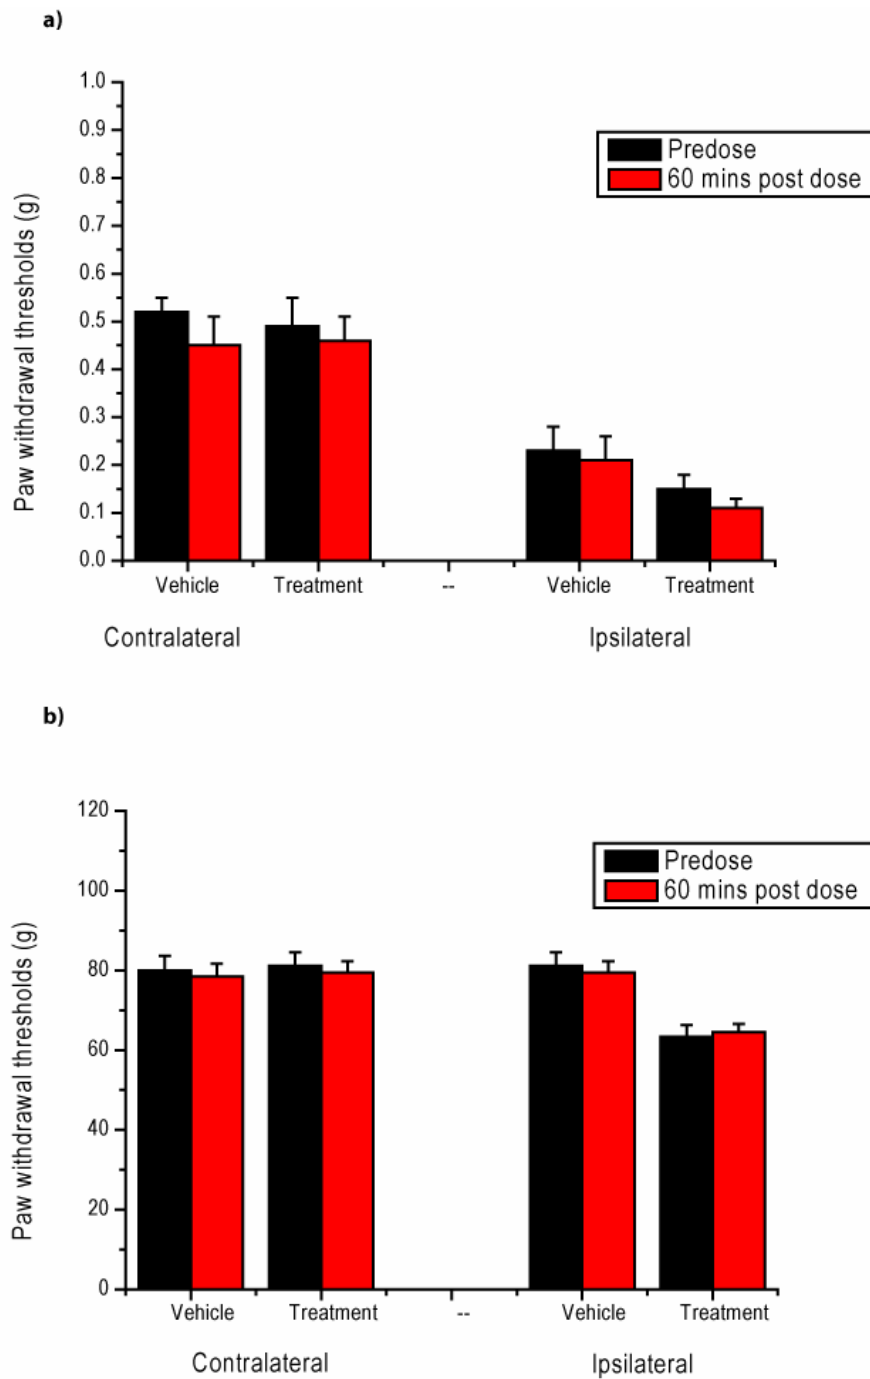 a)
1.0
0.9
0.8
0.7
0.6
0.5
0.4
0.3
0.2
0.1
0.0
Paw withdrawal thresholds (g)
Predose
60 mins post dose
Vehicle Treatment -- Vehicle Treatment
Contralateral Ipsilateral
b)
120
100
80
60
40
20
0
Paw withdrawal thresholds (g)
Predose
60 mins post dose
Vehicle Treatment -- Vehicle Treatment
Contralateral Ipsilateral